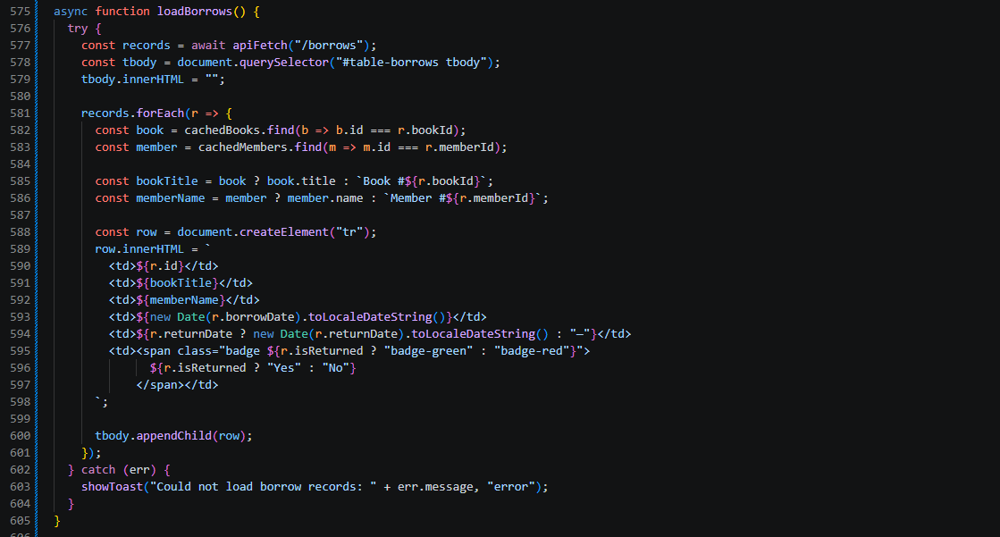 575 async function loadBorrows() {
576 try {
577 const records = await apiFetch("/borrows");
578 const tbody = document.querySelector("#table-borrows tbody");
579 tbody.innerHTML = "";
580
581 records.forEach(r => {
582 const book = cachedBooks.find(b => b.id === r.bookId);
583 const member = cachedMembers.find(m => m.id === r.memberId);
584
585 const bookTitle = book ? book.title : `Book #${r.bookId}`;
586 const memberName = member ? member.name : `Member #${r.memberId}`;
587
588 const row = document.createElement("tr");
589 row.innerHTML = `
590 <td>${r.id}</td>
591 <td>${bookTitle}</td>
592 <td>${memberName}</td>
593 <td>${new Date(r.borrowDate).toLocaleDateString()}</td>
594 <td>${r.returnDate ? new Date(r.returnDate).toLocaleDateString() : "—"}</td>
595 <td><span class="badge ${r.isReturned ? "badge-green" : "badge-red"}">
596 ${r.isReturned ? "Yes" : "No"}
597 </span></td>
598 `;
599
600 tbody.appendChild(row);
601 });
602 } catch (err) {
603 showToast("Could not load borrow records: " + err.message, "error");
604 }
605 }